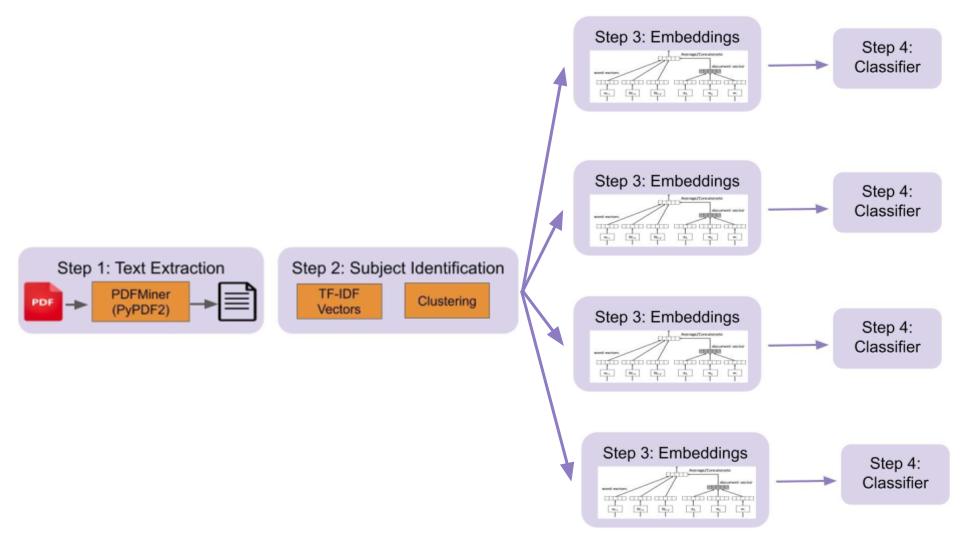 Step 1: Text Extraction
PDF
PDFMiner
(PyPDF2)
Step 2: Subject Identification
TF-IDF
Vectors
Clustering
Step 3: Embeddings
Average/Concatenate
word vectors
document vector
Step 4:
Classifier
Step 3: Embeddings
Average/Concatenate
word vectors
document vector
Step 4:
Classifier
Step 3: Embeddings
Average/Concatenate
word vectors
document vector
Step 4:
Classifier
Step 3: Embeddings
Average/Concatenate
word vectors
document vector
Step 4:
Classifier